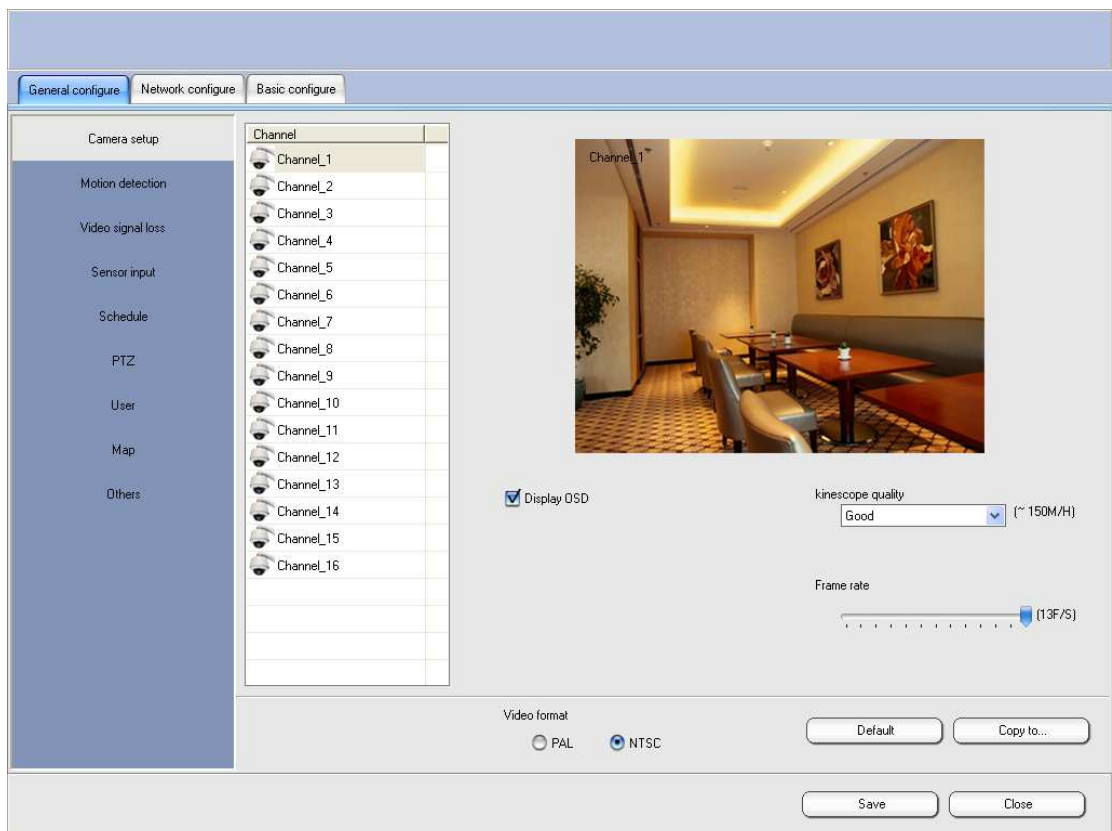 General configure
Network configure
Basic configure
Camera setup
Motion detection
Video signal loss
Sensor input
Schedule
PTZ
User
Map
Others
Channel
Channel_1
Channel_2
Channel_3
Channel_4
Channel_5
Channel_6
Channel_7
Channel_8
Channel_9
Channel_10
Channel_11
Channel_12
Channel_13
Channel_14
Channel_15
Channel_16
Channel_1
Display OSD
kinescope quality
Good
(~ 150M/H)
Frame rate
(13F/S)
Video format
PAL
NTSC
Default
Copy to...
Save
Close